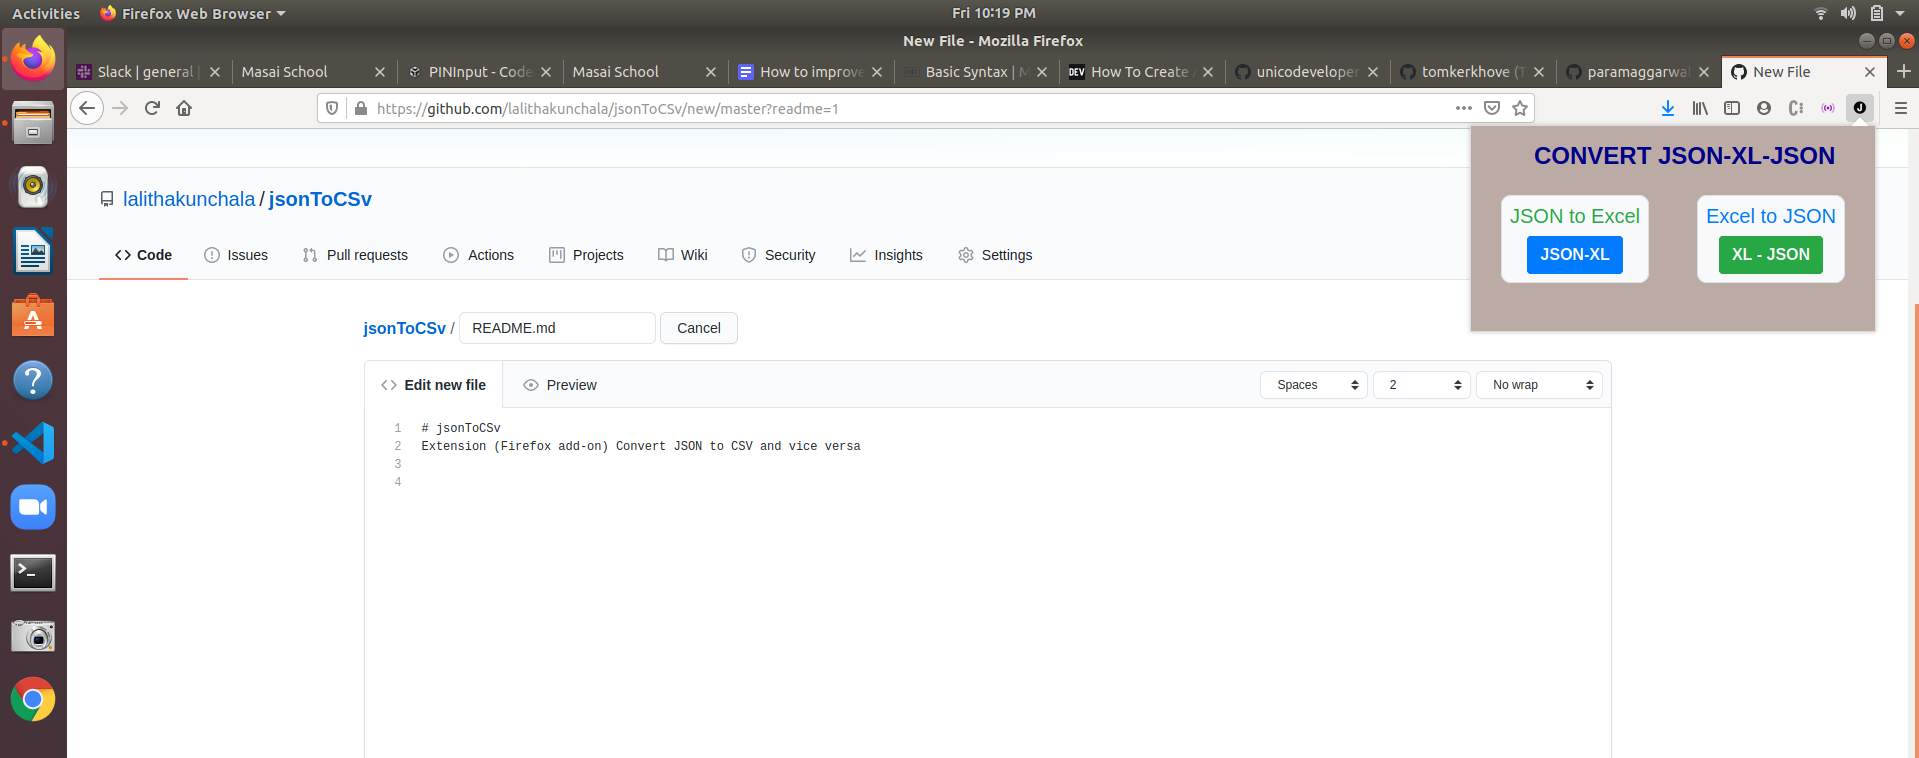 Activities Firefox Web Browser Fri 10:19 PM
New File - Mozilla Firefox
Slack | general | Masai School PINInput - Code Masai School How to improve Basic Syntax | M How To Create A unicodeveloper tomkerkhove (T paramaggarwal New File
https://github.com/lalithakunchala/jsonToCSv/new/master?readme=1
CONVERT JSON-XL-JSON
JSON to Excel Excel to JSON
JSON-XL XL - JSON
lalithakunchala / jsonToCSv
Code Issues Pull requests Actions Projects Wiki Security Insights Settings
jsonToCSv / README.md Cancel
Edit new file Preview Spaces 2 No wrap
1 # jsonToCSv
2 Extension (Firefox add-on) Convert JSON to CSV and vice versa
3
4